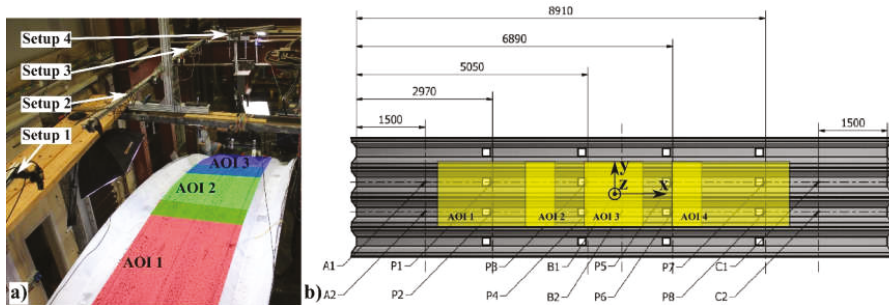 Setup 4
Setup 3
Setup 2
Setup 1
AOI 3
AOI 2
AOI 1
a)
8910
6890
5050
2970
1500
1500
y
z
x
AOI 1
AOI 2
AOI 3
AOI 4
A1
P1
P3
B1
P5
P7
C1
A2
P2
P4
B2
P6
P8
C2
b)